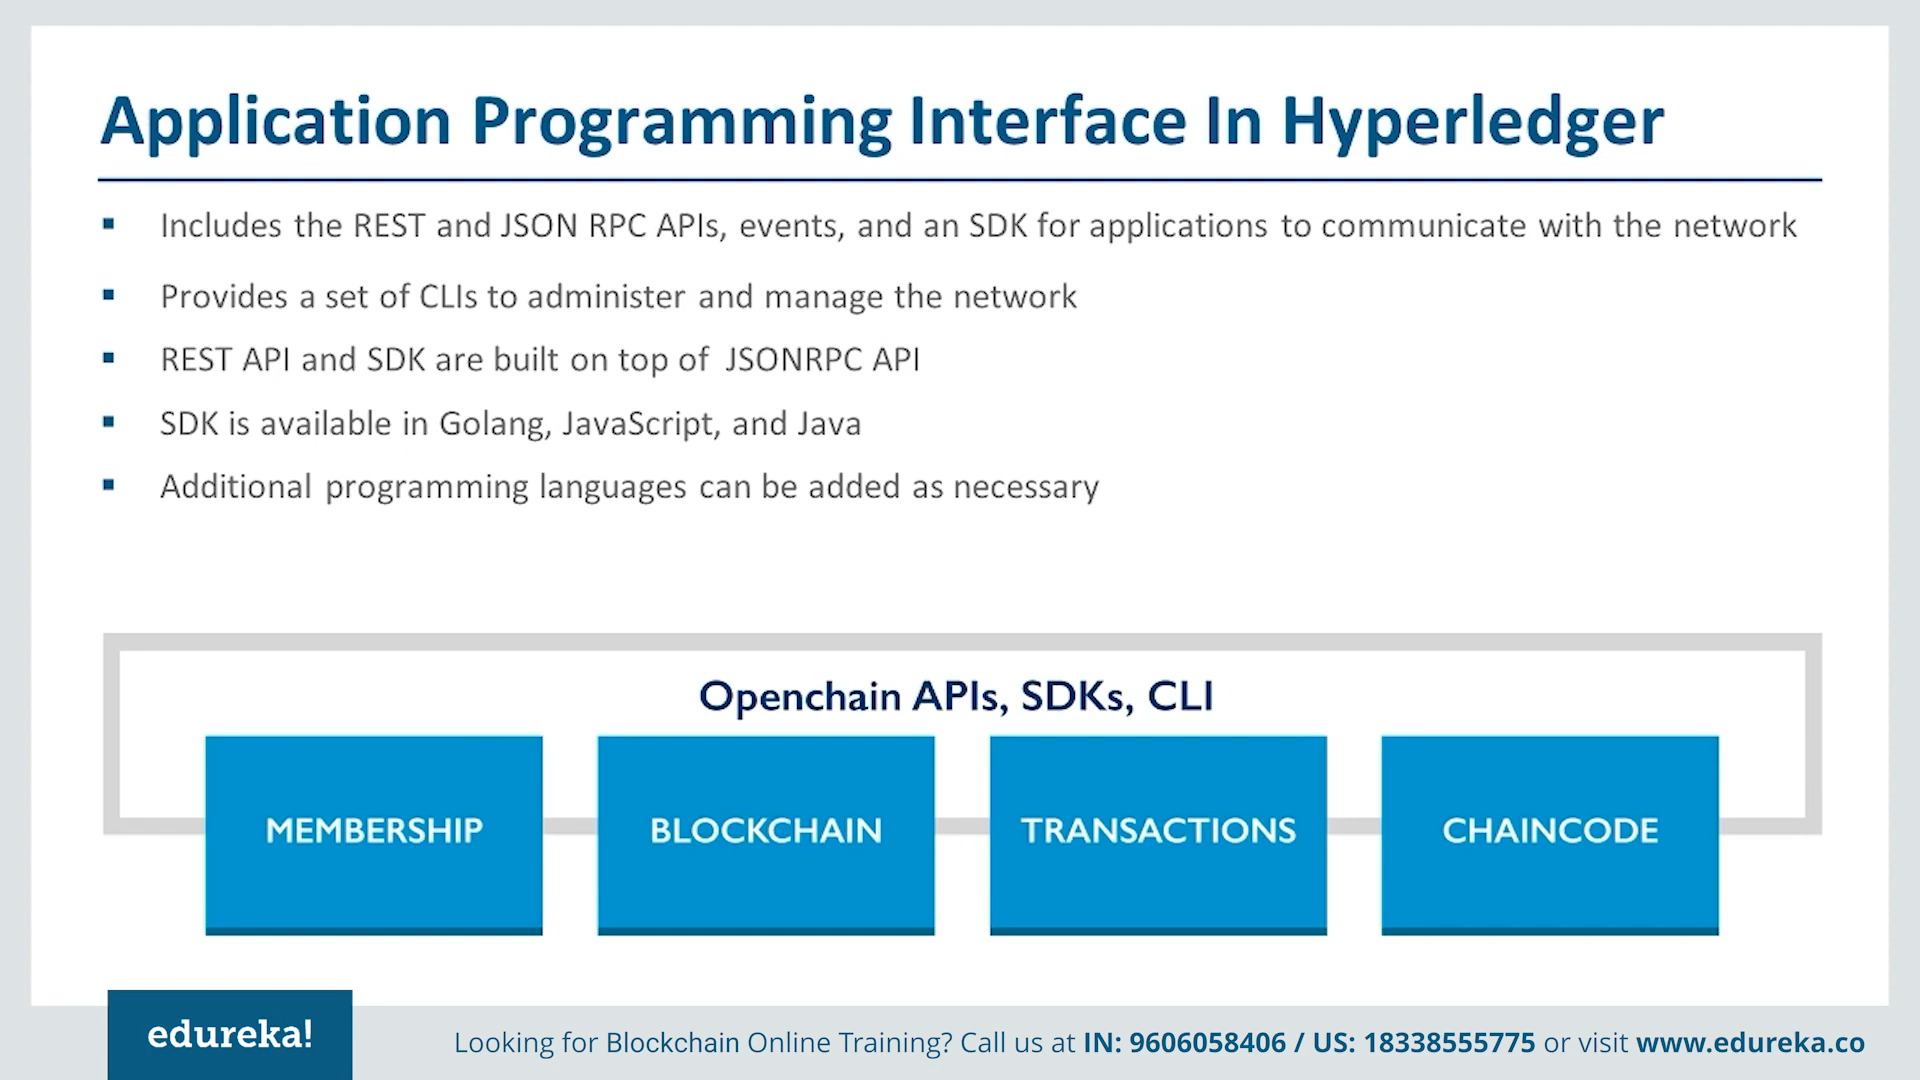 Application Programming Interface In Hyperledger
Includes the REST and JSON RPC APIs, events, and an SDK for applications to communicate with the network
Provides a set of CLIs to administer and manage the network
REST API and SDK are built on top of JSONRPC API
SDK is available in Golang, JavaScript, and Java
Additional programming languages can be added as necessary
Openchain APIs, SDKs, CLI
MEMBERSHIP BLOCKCHAIN TRANSACTIONS CHAINCODE
edureka!
Looking for Blockchain Online Training? Call us at IN: 9606058406 / US: 18338555775 or visit www.edureka.co